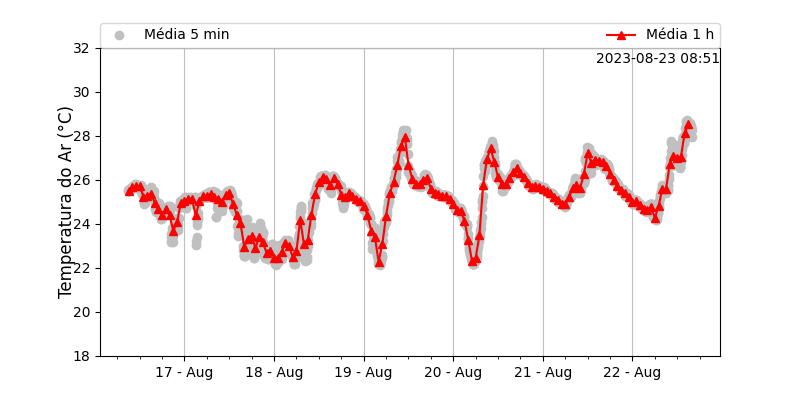 Média 5 min
Média 1 h
2023-08-23 08:51
Temperatura do Ar (°C)
32
30
28
26
24
22
20
18
17 - Aug
18 - Aug
19 - Aug
20 - Aug
21 - Aug
22 - Aug